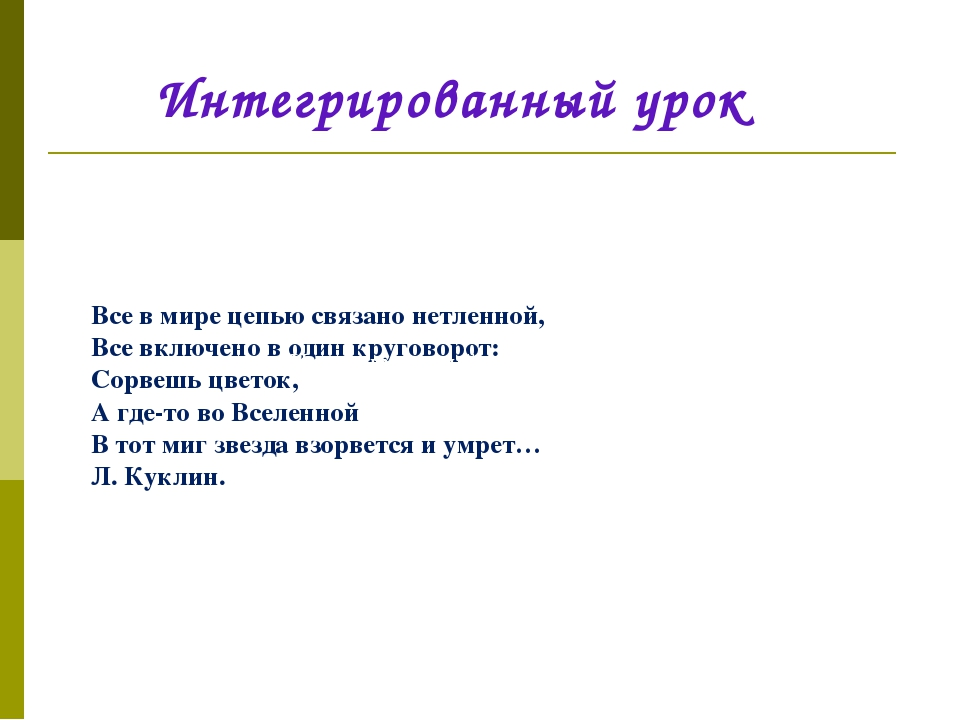 Интегрированный урок
Все в мире цепью связано нетленной,
Все включено в один круговорот:
Сорвешь цветок,
А где-то во Вселенной
В тот миг звезда взорвется и умрет…
Л. Куклин.